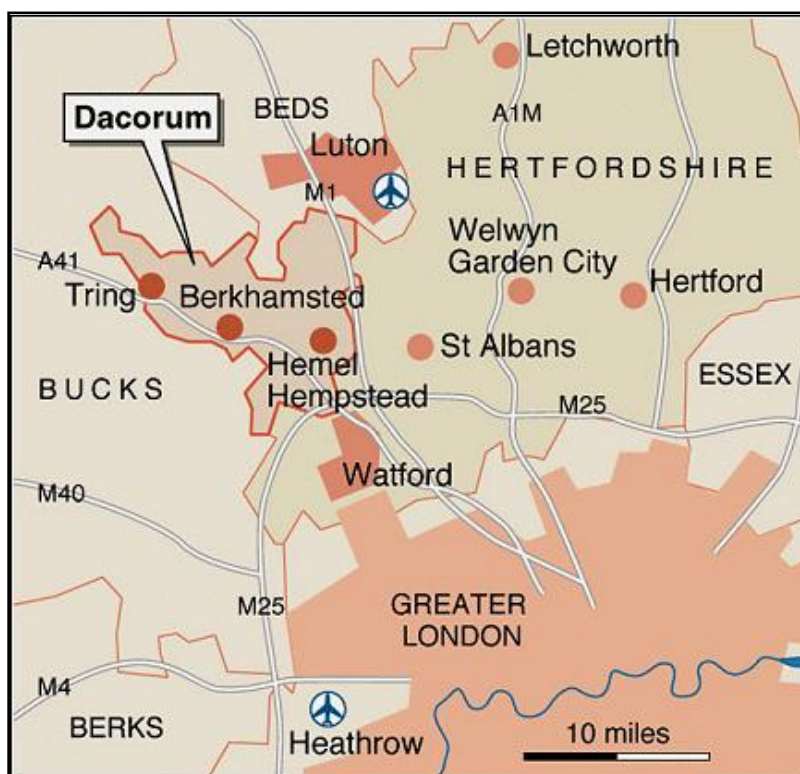 Letchworth
BEDS
A1M
Dacorum
Luton
HERTFORDSHIRE
M1
Welwyn
Garden City
A41
Tring
Berkhamsted
Hertford
St Albans
Hemel
Hempstead
ESSEX
BUCKS
M25
Watford
M40
M25
GREATER
LONDON
M4
BERKS
Heathrow
10 miles